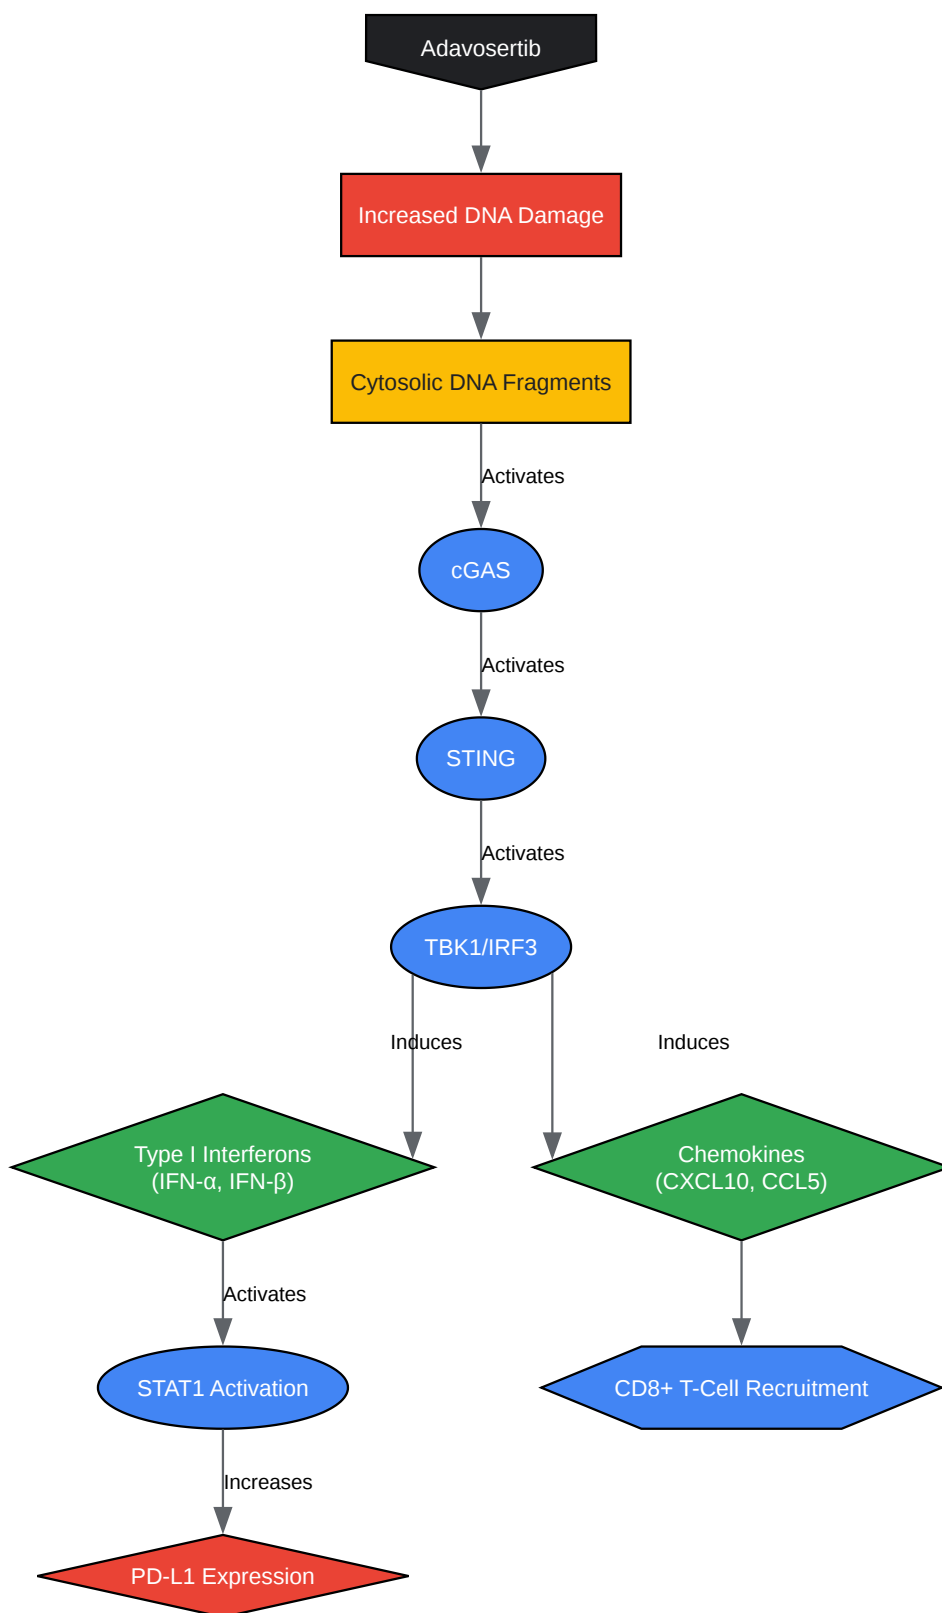 Adavosertib
Increased DNA Damage
Cytosolic DNA Fragments
Activates
cGAS
Activates
STING
Activates
TBK1/IRF3
Induces
Induces
Type I Interferons
(IFN-α, IFN-β)
Chemokines
(CXCL10, CCL5)
Activates
STAT1 Activation
CD8+ T-Cell Recruitment
Increases
PD-L1 Expression